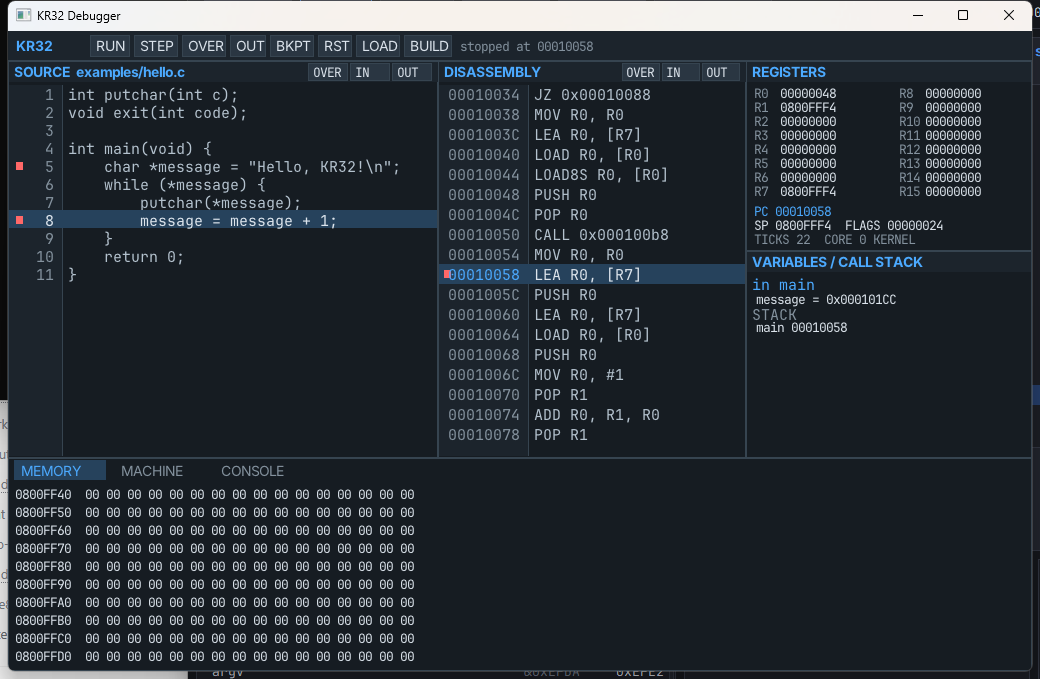 KR32 Debugger
KR32 RUN STEP OVER OUT BKPT RST LOAD BUILD stopped at 00010058
SOURCE examples/hello.c OVER IN OUT
1 int putchar(int c);
2 void exit(int code);
3
4 int main(void) {
5     char *message = "Hello, KR32!\n";
6     while (*message) {
7         putchar(*message);
8         message = message + 1;
9     }
10     return 0;
11 }
DISASSEMBLY OVER IN OUT
00010034 JZ 0x00010088
00010038 MOV R0, R0
0001003C LEA R0, [R7]
00010040 LOAD R0, [R0]
00010044 LOAD8S R0, [R0]
00010048 PUSH R0
0001004C POP R0
00010050 CALL 0x000100b8
00010054 MOV R0, R0
00010058 LEA R0, [R7]
0001005C PUSH R0
00010060 LEA R0, [R7]
00010064 LOAD R0, [R0]
00010068 PUSH R0
0001006C MOV R0, #1
00010070 POP R1
00010074 ADD R0, R1, R0
00010078 POP R1
REGISTERS
R0 00000048 R8 00000000
R1 0800FFF4 R9 00000000
R2 00000000 R10 00000000
R3 00000000 R11 00000000
R4 00000000 R12 00000000
R5 00000000 R13 00000000
R6 00000000 R14 00000000
R7 0800FFF4 R15 00000000
PC 00010058
SP 0800FFF4 FLAGS 00000024
TICKS 22 CORE 0 KERNEL
VARIABLES / CALL STACK
in main
message = 0x000101CC
STACK
main 00010058
MEMORY MACHINE CONSOLE
0800FF40 00 00 00 00 00 00 00 00 00 00 00 00 00 00 00 00
0800FF50 00 00 00 00 00 00 00 00 00 00 00 00 00 00 00 00
0800FF60 00 00 00 00 00 00 00 00 00 00 00 00 00 00 00 00
0800FF70 00 00 00 00 00 00 00 00 00 00 00 00 00 00 00 00
0800FF80 00 00 00 00 00 00 00 00 00 00 00 00 00 00 00 00
0800FF90 00 00 00 00 00 00 00 00 00 00 00 00 00 00 00 00
0800FFA0 00 00 00 00 00 00 00 00 00 00 00 00 00 00 00 00
0800FFB0 00 00 00 00 00 00 00 00 00 00 00 00 00 00 00 00
0800FFC0 00 00 00 00 00 00 00 00 00 00 00 00 00 00 00 00
0800FFD0 00 00 00 00 00 00 00 00 00 00 00 00 00 00 00 00
argv